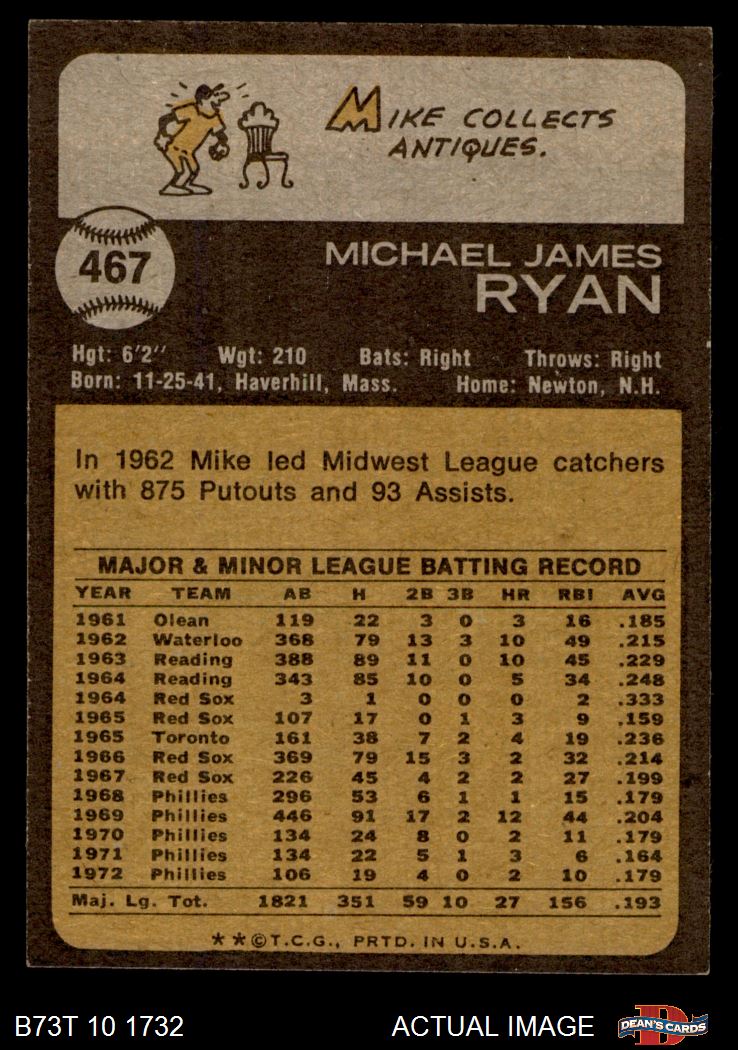 MIKE COLLECTS
ANTIQUES.
467
MICHAEL JAMES
RYAN
Hgt: 6'2" Wgt: 210 Bats: Right Throws: Right
Born: 11-25-41, Haverhill, Mass. Home: Newton, N.H.
In 1962 Mike led Midwest League catchers
with 875 Putouts and 93 Assists.
MAJOR & MINOR LEAGUE BATTING RECORD
YEAR TEAM AB H 2B 3B HR RBI AVG
1961 Olean 119 22 3 0 3 16 .185
1962 Waterloo 368 79 13 3 10 49 .215
1963 Reading 388 89 11 0 10 45 .229
1964 Reading 343 85 10 0 5 34 .248
1964 Red Sox 3 1 0 0 0 2 .333
1965 Red Sox 107 17 0 1 3 9 .159
1965 Toronto 161 38 7 2 4 19 .236
1966 Red Sox 369 79 15 3 2 32 .214
1967 Red Sox 226 45 4 2 2 27 .199
1968 Phillies 296 53 6 1 1 15 .179
1969 Phillies 446 91 17 2 12 44 .204
1970 Phillies 134 24 8 0 2 11 .179
1971 Phillies 134 22 5 1 3 6 .164
1972 Phillies 106 19 4 0 2 10 .179
Maj. Lg. Tot. 1821 351 59 10 27 156 .193
**©T.C.G., PRTD. IN U.S.A.
B73T 10 1732 ACTUAL IMAGE D DEAN'S CARDS